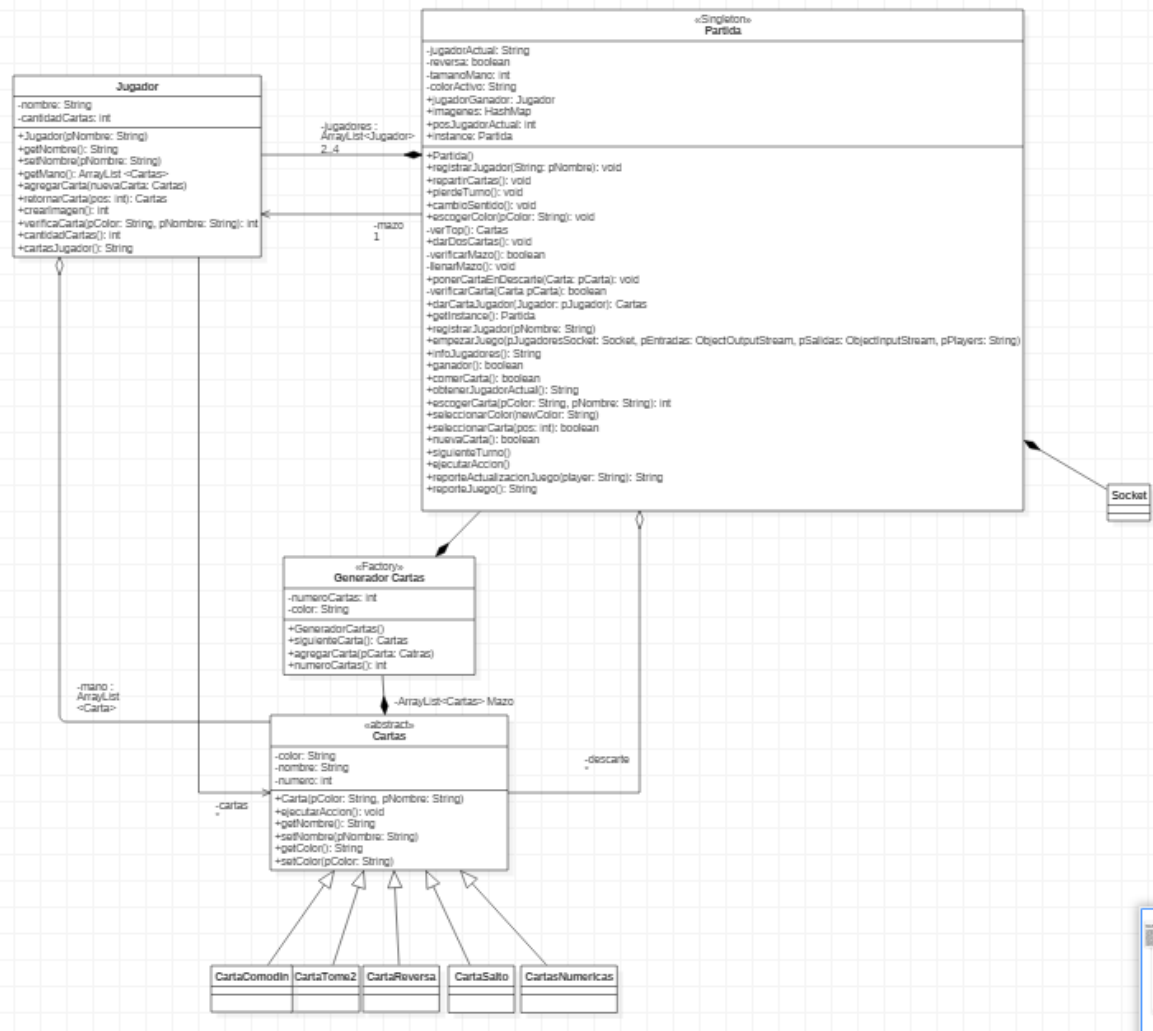 «Singleton»
Partida
-jugadorActual: String
-reversa: boolean
-tamanoMano: int
-colorActivo: String
+jugadorGanador: Jugador
+imagenes: HashMap
+posJugadorActual: int
+instance: Partida
+Partida()
+registrarJugador(String: pNombre): void
+repartirCartas(): void
+pierdeTurno(): void
+cambioSentido(): void
+escogerColor(pColor: String): void
-verTop(): Cartas
+darDosCartas(): void
-verificarMazo(): boolean
-llenarMazo(): void
+ponerCartaEnDescarte(Carta: pCarta): void
-verificarCarta(Carta pCarta): boolean
+darCartaJugador(Jugador: pJugador): Cartas
+getInstance(): Partida
+registrarJugador(pNombre: String)
+empezarJuego(pJugadoresSocket: Socket, pEntradas: ObjectOutputStream, pSalidas: ObjectInputStream, pPlayers: String)
+infoJugadores(): String
+ganador(): boolean
+comerCarta(): boolean
+obtenerJugadorActual(): String
+escogerCarta(pColor: String, pNombre: String): int
+seleccionarColor(newColor: String)
+seleccionarCarta(pos: int): boolean
+nuevaCarta(): boolean
+siguienteTurno()
+ejecutarAccion()
+reporteActualizacionJuego(player: String): String
+reporteJuego(): String
Jugador
-nombre: String
-cantidadCartas: int
+Jugador(pNombre: String)
+getNombre(): String
+setNombre(pNombre: String)
+getMano(): ArrayList <Cartas>
+agregarCarta(nuevaCarta: Cartas)
+retornarCarta(pos: int): Cartas
+crearImagen(): int
+verificaCarta(pColor: String, pNombre: String): int
+cantidadCartas(): int
+cartasJugador(): String
-jugadores :
ArrayList<Jugador>
2..4
-mazo
1
Socket
«Factory»
Generador Cartas
-numeroCartas: int
-color: String
+GeneradorCartas()
+siguienteCarta(): Cartas
+agregarCarta(pCarta: Catras)
+numeroCartas(): int
-mano :
ArrayList
<Carta>
-ArrayList<Cartas> Mazo
«abstract»
Cartas
-color: String
-nombre: String
-numero: int
+Carta(pColor: String, pNombre: String)
+ejecutarAccion(): void
+getNombre(): String
+setNombre(pNombre: String)
+getColor(): String
+setColor(pColor: String)
-descarte
*
-cartas
*
CartaComodin
CartaTome2
CartaReversa
CartaSalto
CartasNumericas